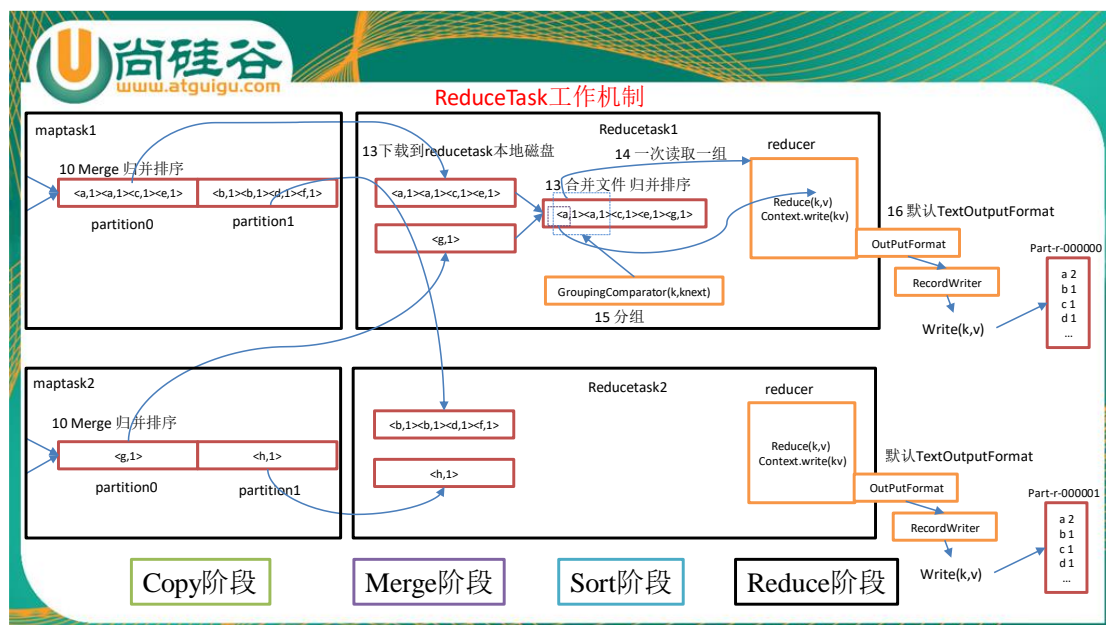 尚硅谷
www.atguigu.com
ReduceTask工作机制
maptask1
10 Merge 归并排序
<a,1><a,1><c,1><e,1>
<b,1><b,1><d,1><f,1>
partition0
partition1
Reducetask1
13下载到reducetask本地磁盘
<a,1><a,1><c,1><e,1>
<g,1>
14 一次读取一组
13 合并文件 归并排序
<a,1><a,1><c,1><e,1><g,1>
GroupingComparator(k,knext)
15 分组
reducer
Reduce(k,v)
Context.write(kv)
16 默认TextOutputFormat
OutPutFormat
RecordWriter
Write(k,v)
Part-r-000000
a 2
b 1
c 1
d 1
...
maptask2
10 Merge 归并排序
<g,1>
<h,1>
partition0
partition1
Reducetask2
<b,1><b,1><d,1><f,1>
<h,1>
reducer
Reduce(k,v)
Context.write(kv)
默认TextOutputFormat
OutPutFormat
RecordWriter
Write(k,v)
Part-r-000001
a 2
b 1
c 1
d 1
...
Copy阶段
Merge阶段
Sort阶段
Reduce阶段